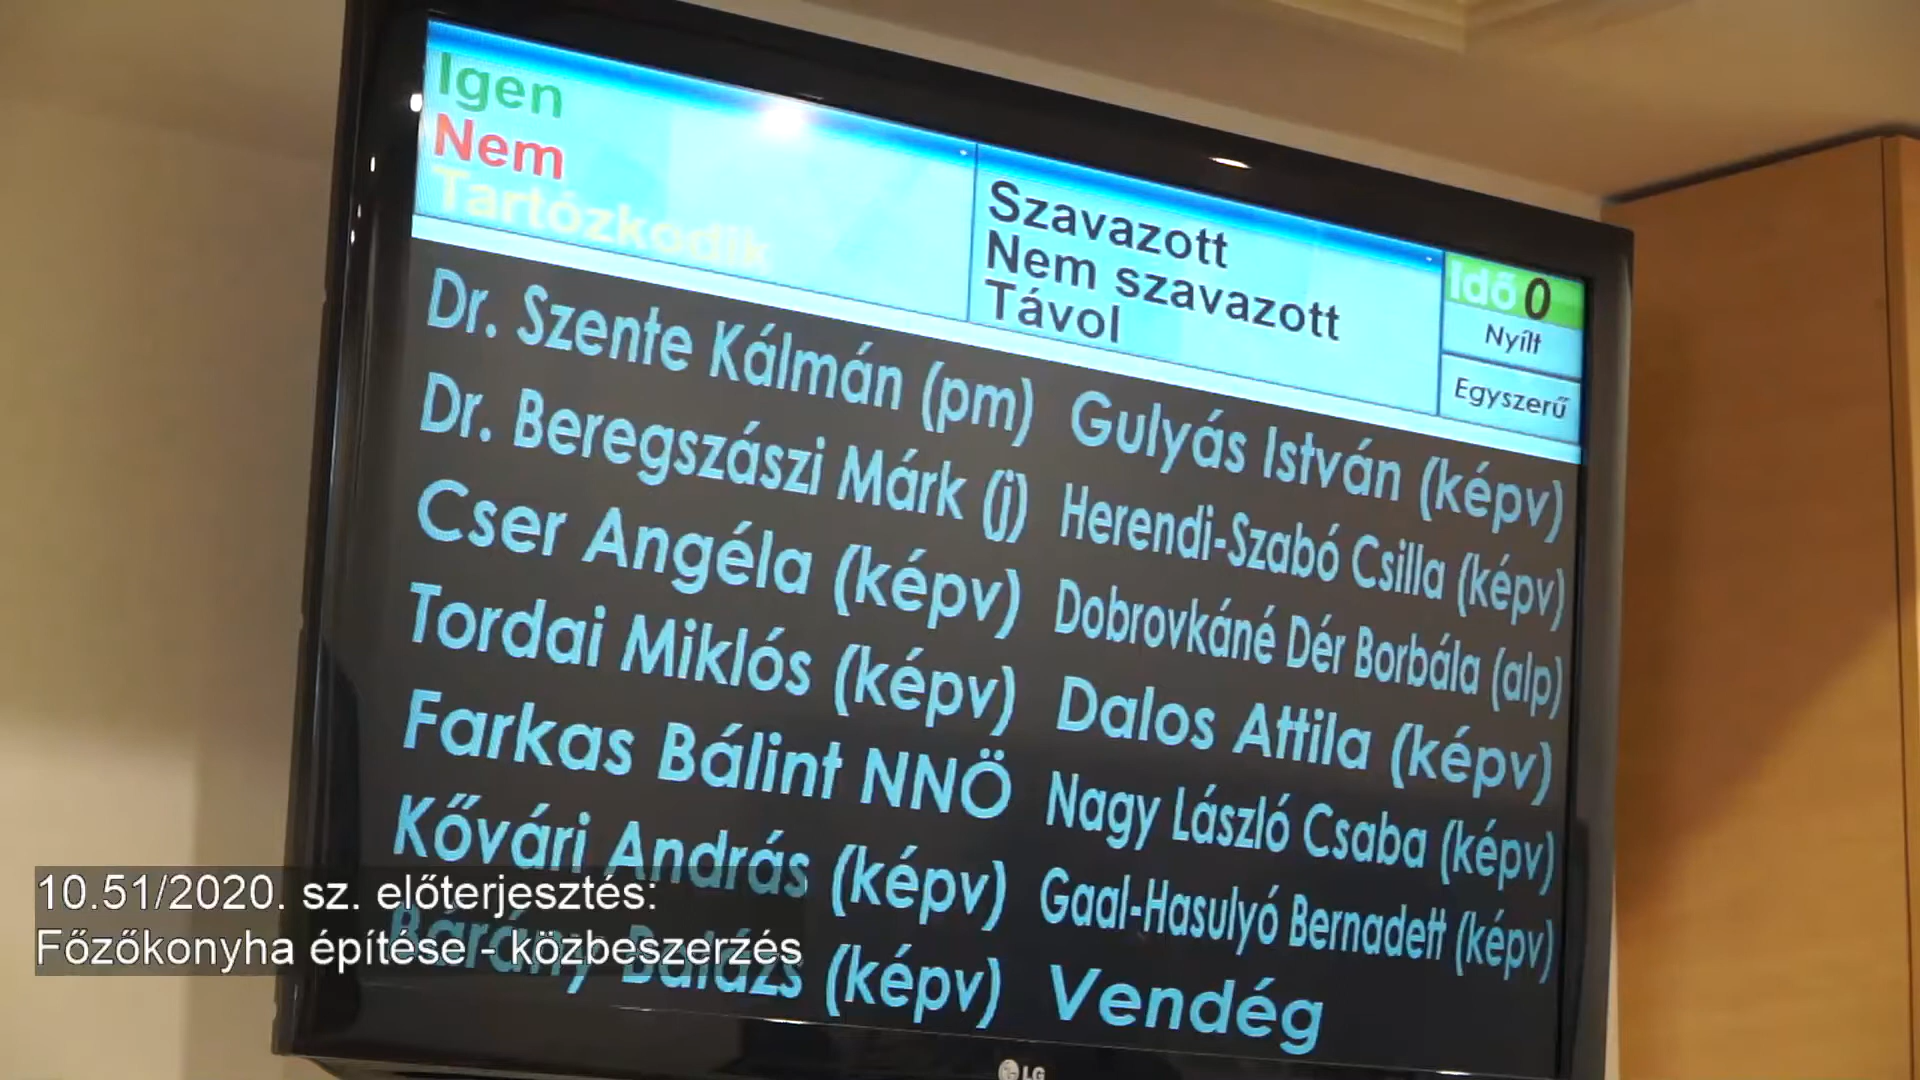 Igen
Nem
Tartózkodik
Szavazott
Nem szavazott
Távol
Idő 0
Nyílt
Egyszerű
Dr. Szente Kálmán (pm)
Dr. Beregszászi Márk (j)
Cser Angéla (képv)
Tordai Miklós (képv)
Farkas Bálint NNÖ
Kővári András (képv)
Bárány Balázs (képv)
Gulyás István (képv)
Herendi-Szabó Csilla (képv)
Dobrovkáné Dér Borbála (alp)
Dalos Attila (képv)
Nagy László Csaba (képv)
Gaal-Hasulyó Bernadett (képv)
Vendég
10.51/2020. sz. előterjesztés:
Főzőkonyha építése - közbeszerzés
LG